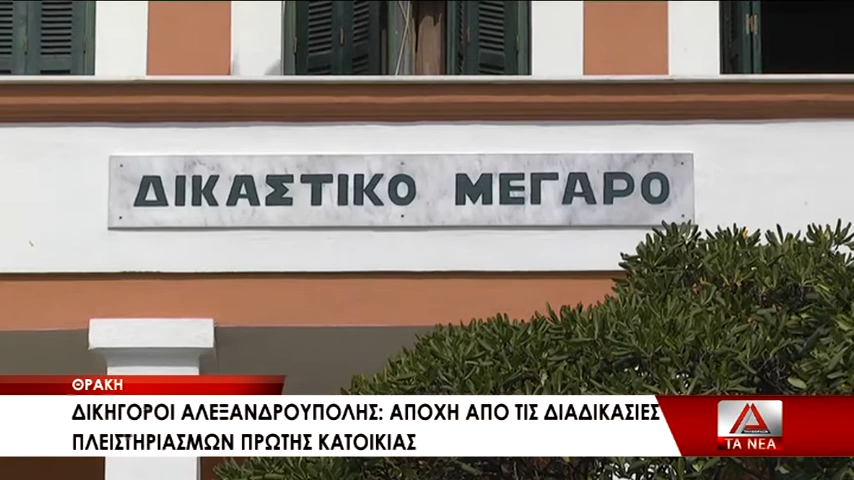 ΔΙΚΑΣΤΙΚΟ ΜΕΓΑΡΟ
ΘΡΑΚΗ
ΔΙΚΗΓΟΡΟΙ ΑΛΕΞΑΝΔΡΟΥΠΟΛΗΣ: ΑΠΟΧΗ ΑΠΟ ΤΙΣ ΔΙΑΔΙΚΑΣΙΕΣ
ΠΛΕΙΣΤΗΡΙΑΣΜΩΝ ΠΡΩΤΗΣ ΚΑΤΟΙΚΙΑΣ
ΤΑ ΝΕΑ